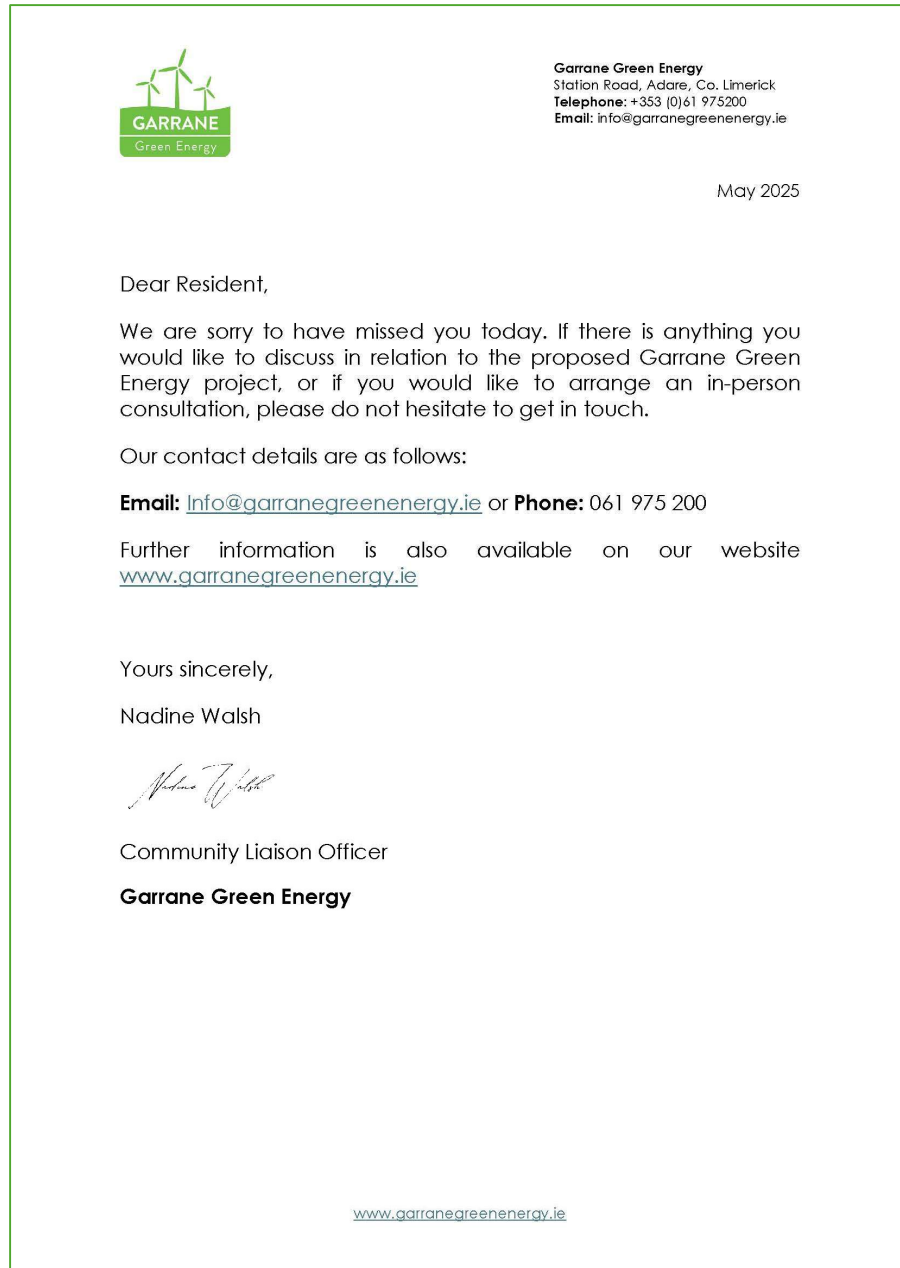 GARRANE
Green Energy
Garrane Green Energy
Station Road, Adare, Co. Limerick
Telephone: +353 (0)61 975200
Email: info@garranegreenenergy.ie
May 2025
Dear Resident,
We are sorry to have missed you today. If there is anything you
would like to discuss in relation to the proposed Garrane Green
Energy project, or if you would like to arrange an in-person
consultation, please do not hesitate to get in touch.
Our contact details are as follows:
Email: Info@garranegreenenergy.ie or Phone: 061 975 200
Further information is also available on our website
www.garranegreenenergy.ie
Yours sincerely,
Nadine Walsh
Nadine Walsh
Community Liaison Officer
Garrane Green Energy
www.garranegreenenergy.ie